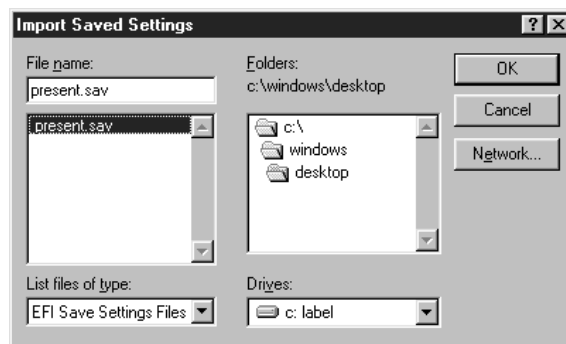 Import Saved Settings
File name:
present.sav
present.sav
List files of type:
EFI Save Settings Files
Folders:
c:\windows\desktop
c:\
windows
desktop
Drives:
c: label
OK
Cancel
Network...